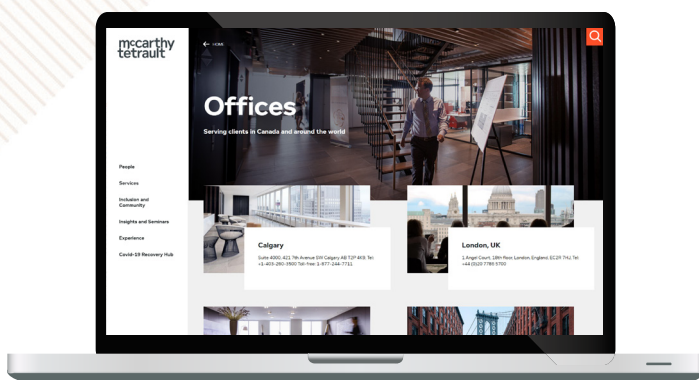 mccarthy
tetrault
← HOME
Offices
Serving clients in Canada and around the world
People
Services
Inclusion and
Community
Insights and Seminars
Experience
Covid-19 Recovery Hub
Calgary
Suite 4000, 421 7th Avenue SW Calgary AB T2P 4K9, Tel:
+1-403-260-3500 Toll-free: 1-877-244-7711
London, UK
1 Angel Court, 18th floor London, England, EC2R 7HJ, Tel:
+44 (0)20 7788 5700